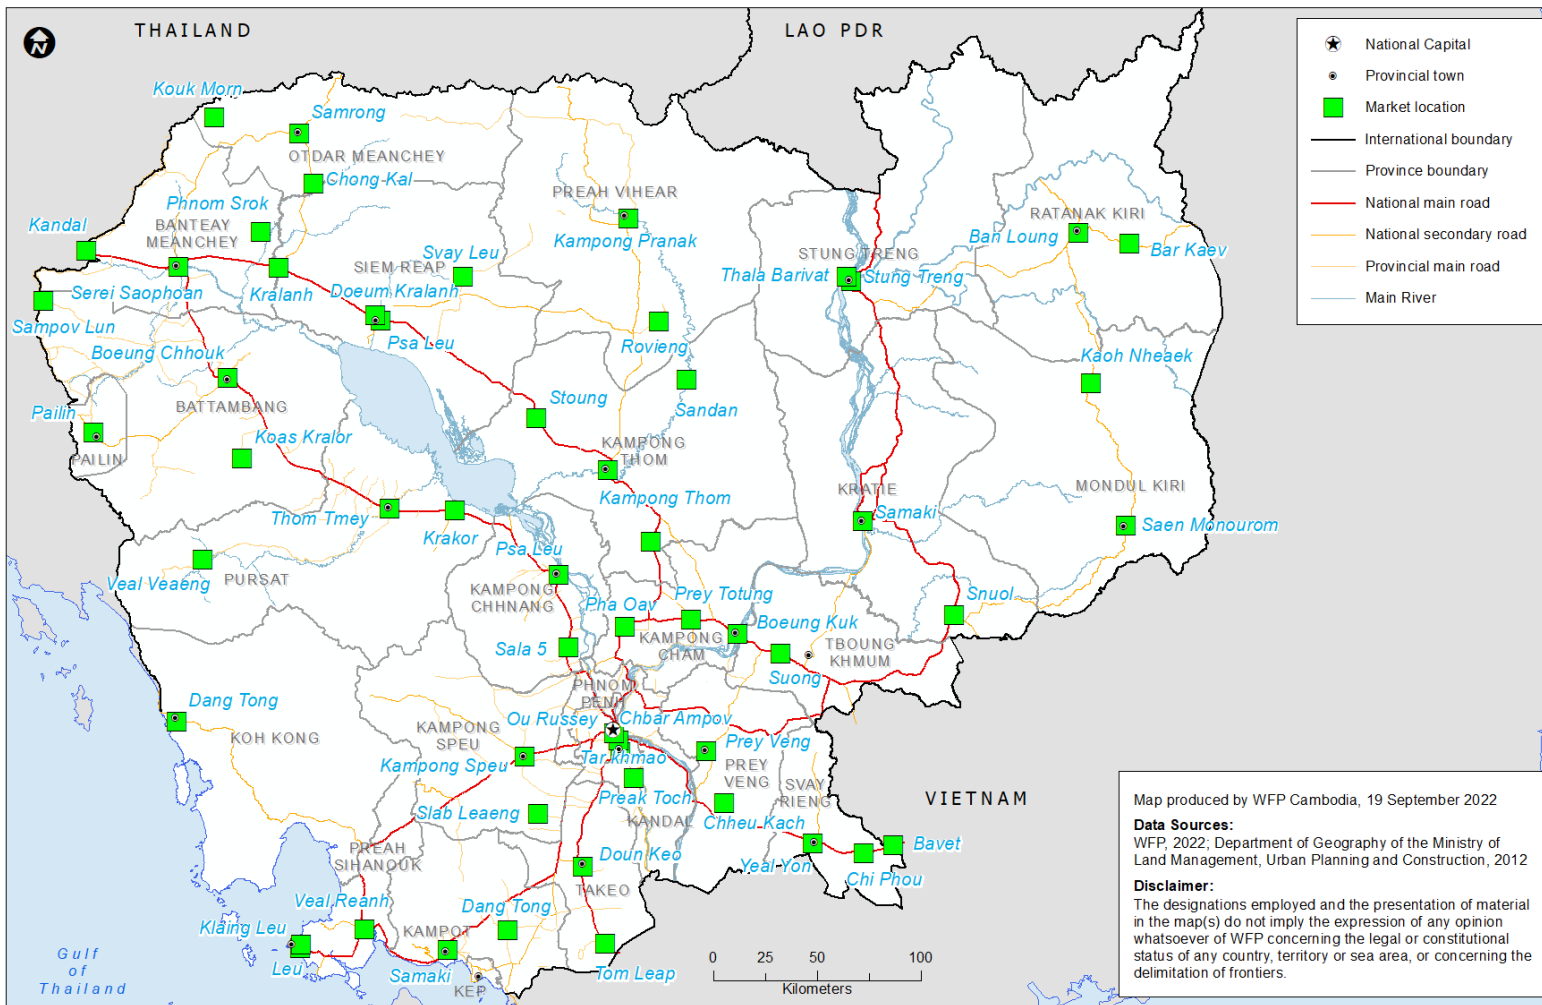 THAILAND
LAO PDR
N
National Capital
Provincial town
Market location
International boundary
Province boundary
National main road
National secondary road
Provincial main road
Main River
Kouk Morn
Samrong
OTDAR MEANCHEY
Chong Kal
Phnom Srok
BANTEAY
MEANCHEY
Kandal
Serei Saophoan
Sampov Lun
Kralanh
SIEM REAP
Svay Leu
Doeum Kralanh
Psa Leu
PREAH VIHEAR
Kampong Pranak
Rovieng
Sandan
STUNG TRENG
Thala Barivat
Stung Treng
RATANAK KIRI
Ban Loung
Bar Kaev
Kaoh Nheaek
Boeung Chhouk
BATTAMBANG
Pailin
PAILIN
Koas Kralor
Stoung
KAMPONG
THOM
Kampong Thom
KRATIE
Samaki
MONDUL KIRI
Saen Monourom
Thom Tmey
Krakor
Psa Leu
Veal Veaeng
PURSAT
KAMPONG
CHHNANG
Pha Oav
Prey Totung
Boeung Kuk
Snuol
Sala 5
KAMPONG
CHAM
TBOUNG
KHMUM
Suong
PHNOM
PENH
Dang Tong
KOH KONG
KAMPONG
SPEU
Ou Russey
Chbar Ampov
Kampong Speu
Tar khmao
Prey Veng
PREY
VENG
Preak Toch
SVAY
RIENG
Slab Leaeng
KANDAL
Chheu Kach
VIETNAM
Bavet
Yeal Yon
Chi Phou
PREAH
SIHANOUK
Doun Keo
TAKEO
Veal Reanh
Dang Tong
Klaing Leu
KAMPOT
Leu
Samaki
KEP
Tom Leap
Gulf
of
Thailand
0 25 50 100
Kilometers
Map produced by WFP Cambodia, 19 September 2022
Data Sources:
WFP, 2022; Department of Geography of the Ministry of
Land Management, Urban Planning and Construction, 2012
Disclaimer:
The designations employed and the presentation of material
in the map(s) do not imply the expression of any opinion
whatsoever of WFP concerning the legal or constitutional
status of any country, territory or sea area, or concerning the
delimitation of frontiers.